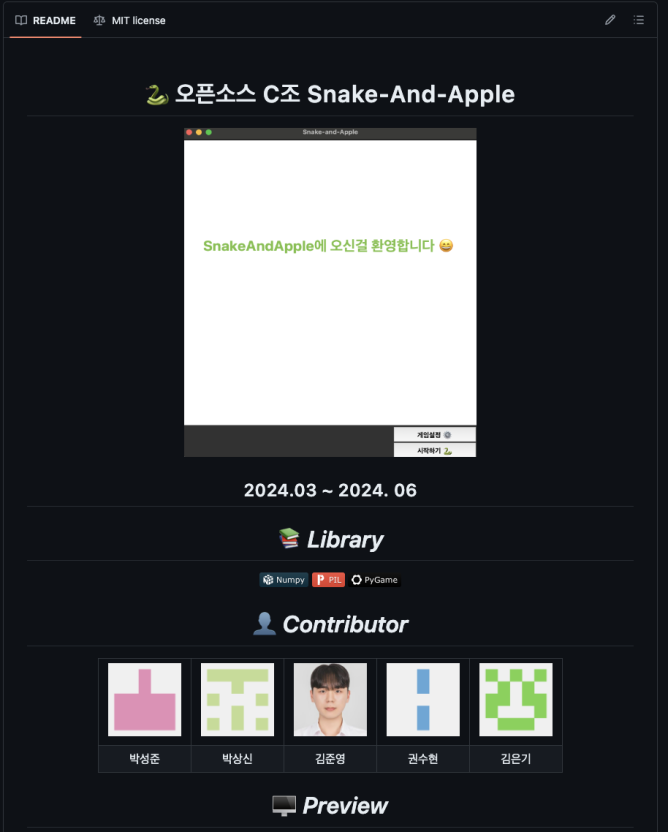 README
MIT license
🐍 오픈소스 C조 Snake-And-Apple
Snake-and-Apple
SnakeAndApple에 오신걸 환영합니다 😀
게임설정
시작하기 🐍
2024.03 ~ 2024. 06
📚 Library
Numpy
P PIL
PyGame
👤 Contributor
박성준 박상신 김준영 권수현 김은기
🖥️ Preview